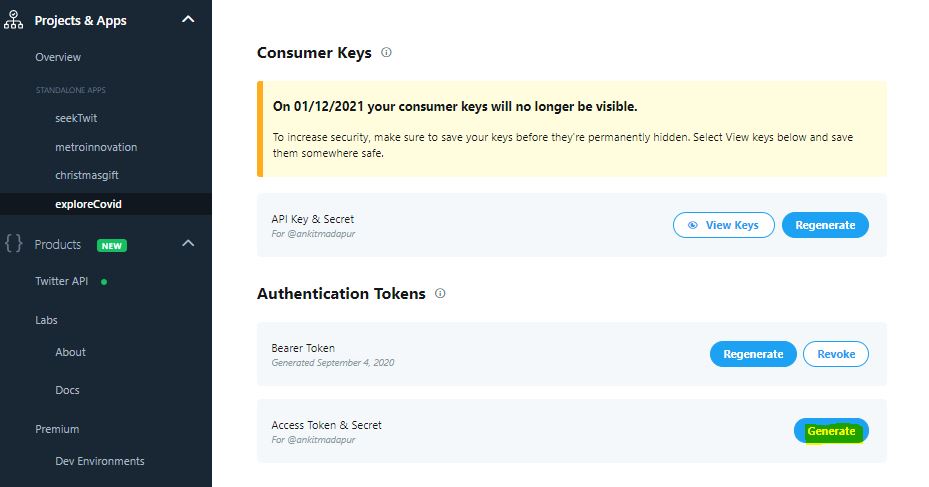 Projects & Apps
Overview
STANDALONE APPS
seekTwit
metroinnovation
christmasgift
exploreCovid
{ } Products NEW
Twitter API
Labs
About
Docs
Premium
Dev Environments
Consumer Keys
On 01/12/2021 your consumer keys will no longer be visible.
To increase security, make sure to save your keys before they're permanently hidden. Select View keys below and save
them somewhere safe.
API Key & Secret
For @ankitmadapur
View Keys
Regenerate
Authentication Tokens
Bearer Token
Generated September 4, 2020
Regenerate
Revoke
Access Token & Secret
For @ankitmadapur
Generate